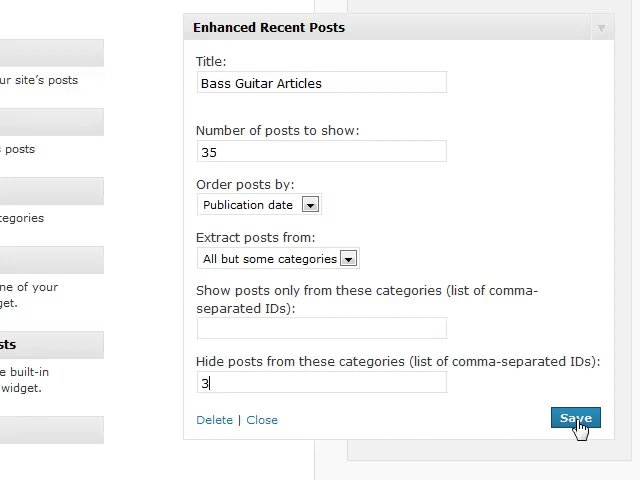 Enhanced Recent Posts
Title:
ur site's posts
Bass Guitar Articles
Number of posts to show:
s posts
35
Order posts by:
Publication date
tegories
Extract posts from:
All but some categories
ne of your
Show posts only from these categories (list of comma-
get.
separated IDs):
sts
Hide posts from these categories (list of comma-separated IDs):
e built-in
3
widget.
Delete | Close
Save